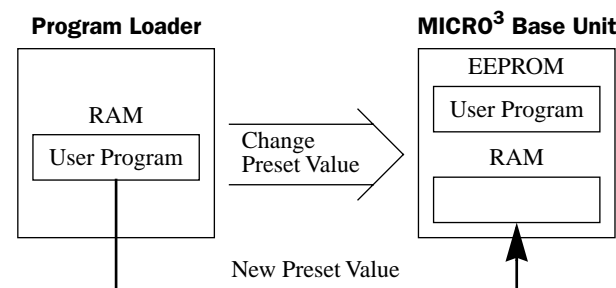 Program Loader
RAM
User Program
Change
Preset Value
MICRO³ Base Unit
EEPROM
User Program
RAM
New Preset Value